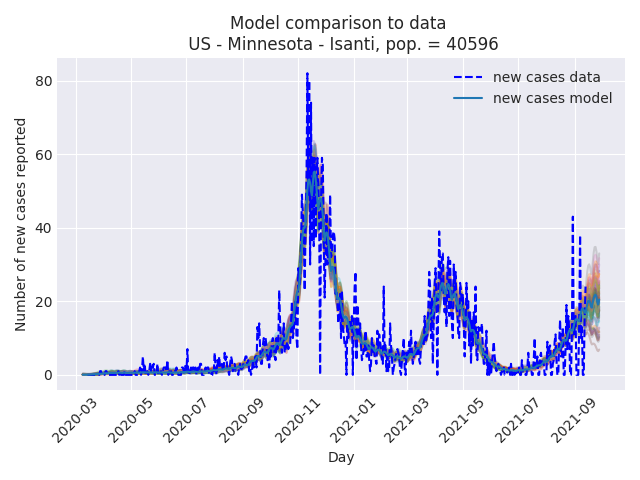 Model comparison to data
US - Minnesota - Isanti, pop. = 40596
new cases data
new cases model
Number of new cases reported
80
60
40
20
0
2020-03
2020-05
2020-07
2020-09
2020-11
2021-01
2021-03
2021-05
2021-07
2021-09
Day